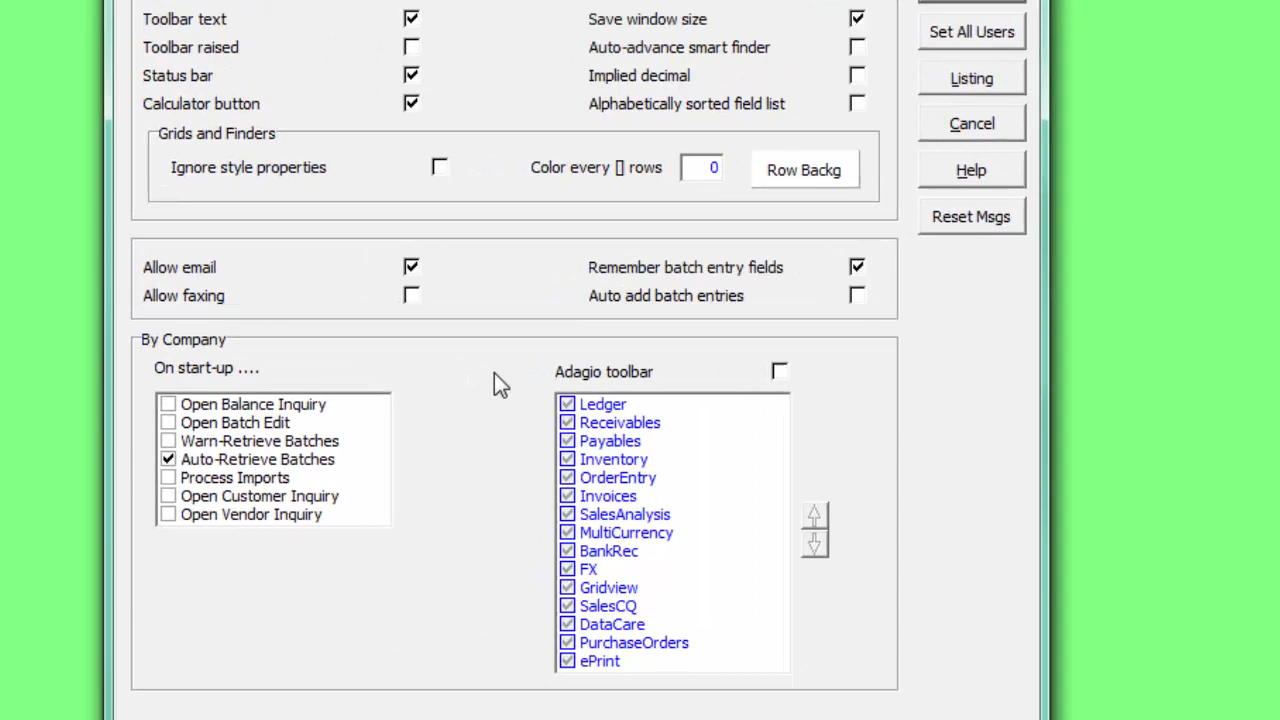 Toolbar text
Save window size
Toolbar raised
Auto-advance smart finder
Status bar
Implied decimal
Calculator button
Alphabetically sorted field list
Grids and Finders
Ignore style properties
Color every [] rows
0
Row Backg
Set All Users
Listing
Cancel
Help
Reset Msgs
Allow email
Remember batch entry fields
Allow faxing
Auto add batch entries
By Company
On start-up ....
Open Balance Inquiry
Open Batch Edit
Warn-Retrieve Batches
Auto-Retrieve Batches
Process Imports
Open Customer Inquiry
Open Vendor Inquiry
Adagio toolbar
Ledger
Receivables
Payables
Inventory
OrderEntry
Invoices
SalesAnalysis
MultiCurrency
BankRec
FX
Gridview
SalesCQ
DataCare
PurchaseOrders
ePrint